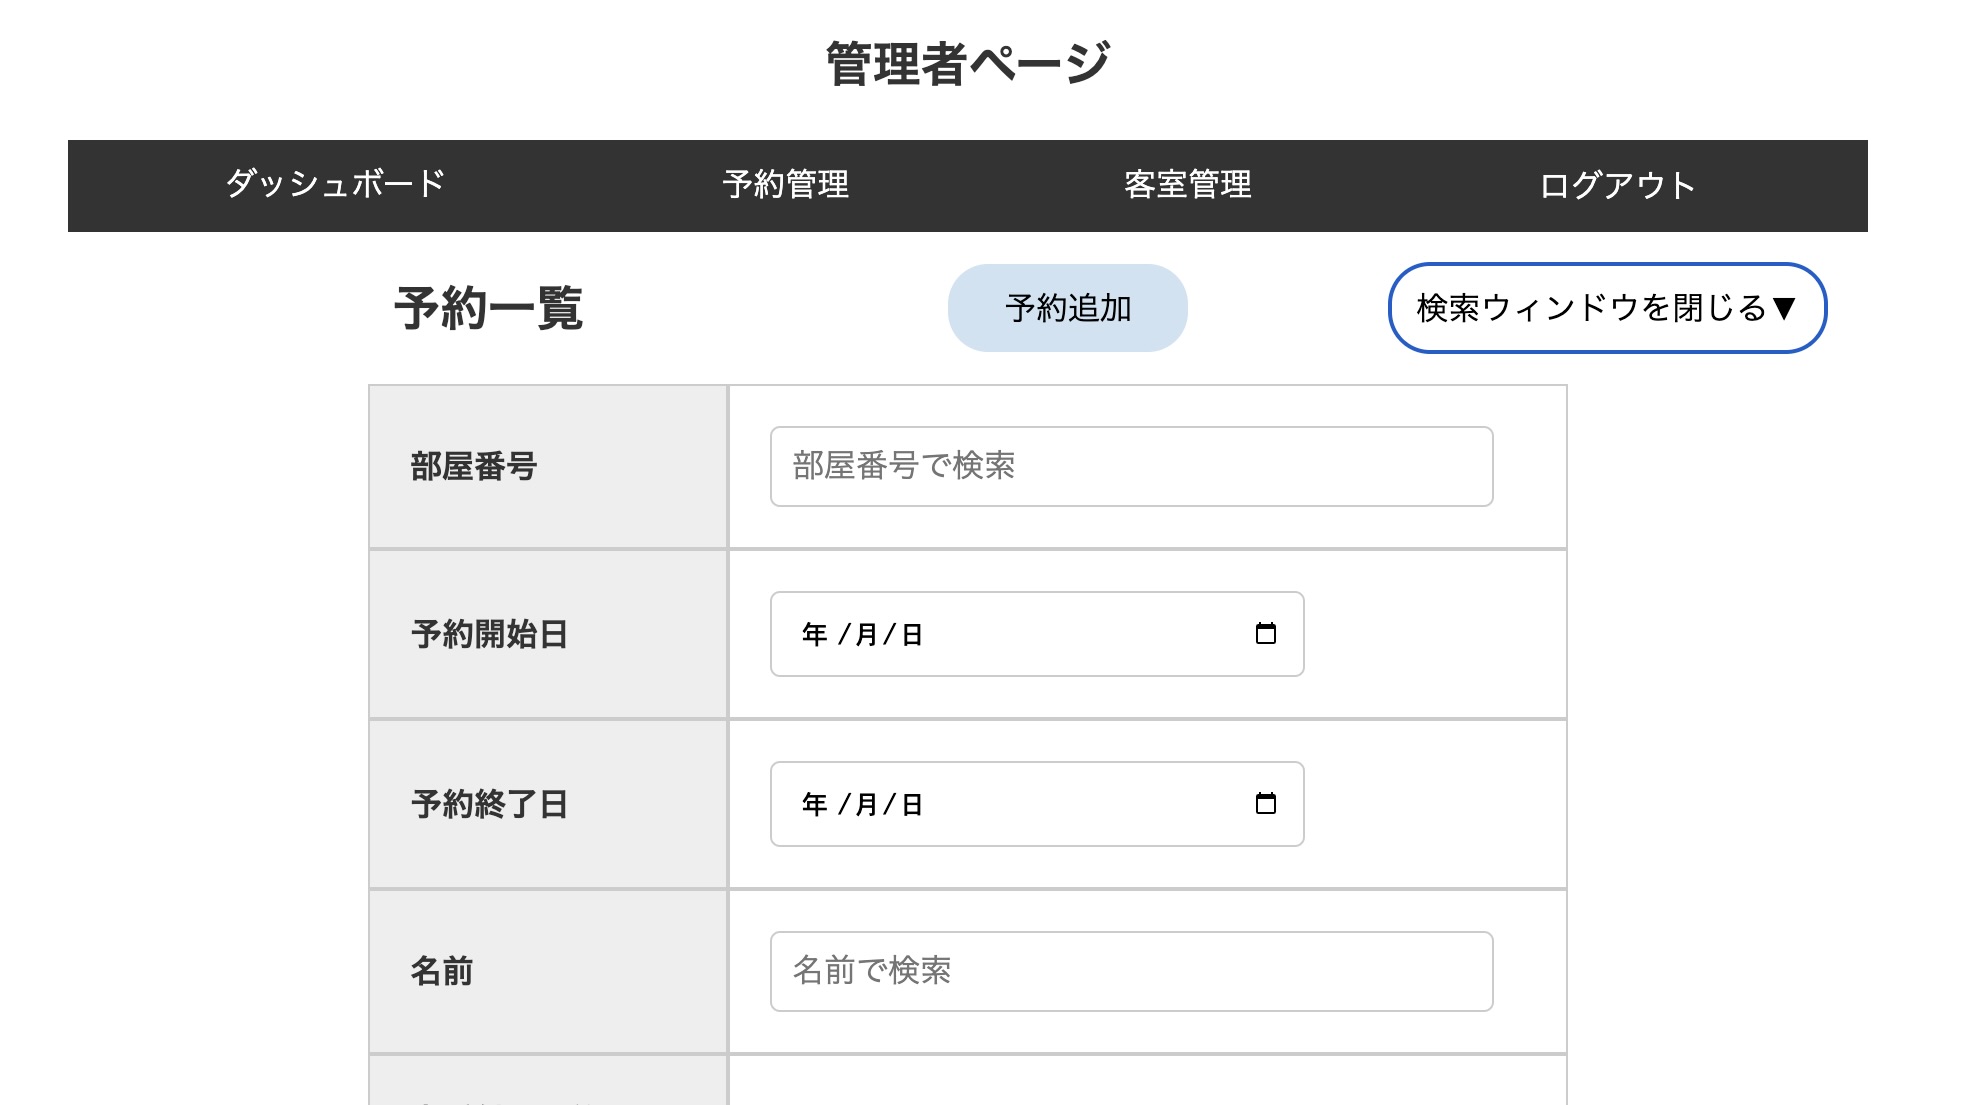 管理者ページ
ダッシュボード 予約管理 客室管理 ログアウト
予約一覧 予約追加 検索ウィンドウを閉じる▼
部屋番号 部屋番号で検索
予約開始日 年 /月/日
予約終了日 年 /月/日
名前 名前で検索